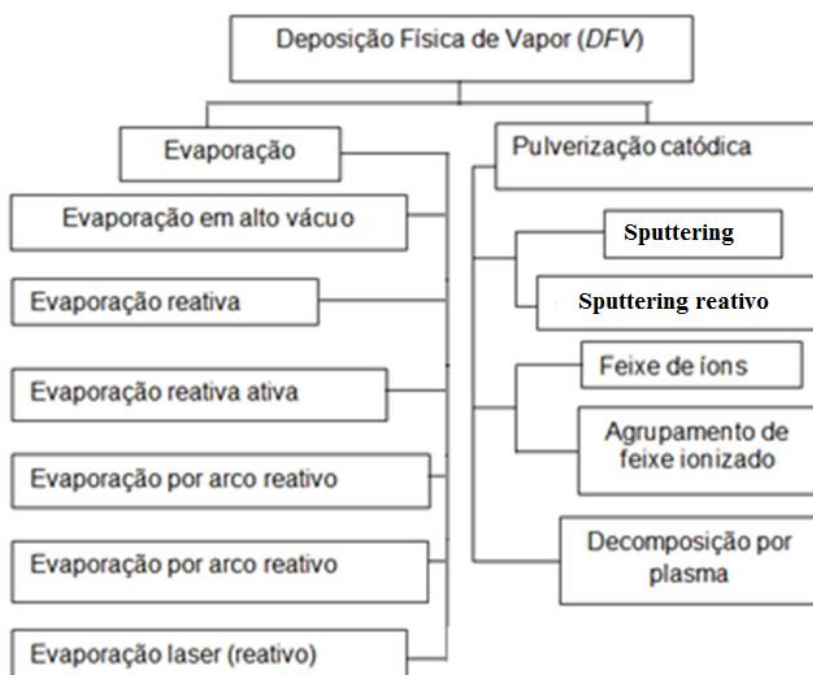 Deposição Física de Vapor (DFV)
Evaporação
Evaporação em alto vácuo
Evaporação reativa
Evaporação reativa ativa
Evaporação por arco reativo
Evaporação por arco reativo
Evaporação laser (reativo)
Pulverização catódica
Sputtering
Sputtering reativo
Feixe de íons
Agrupamento de
feixe ionizado
Decomposição por
plasma